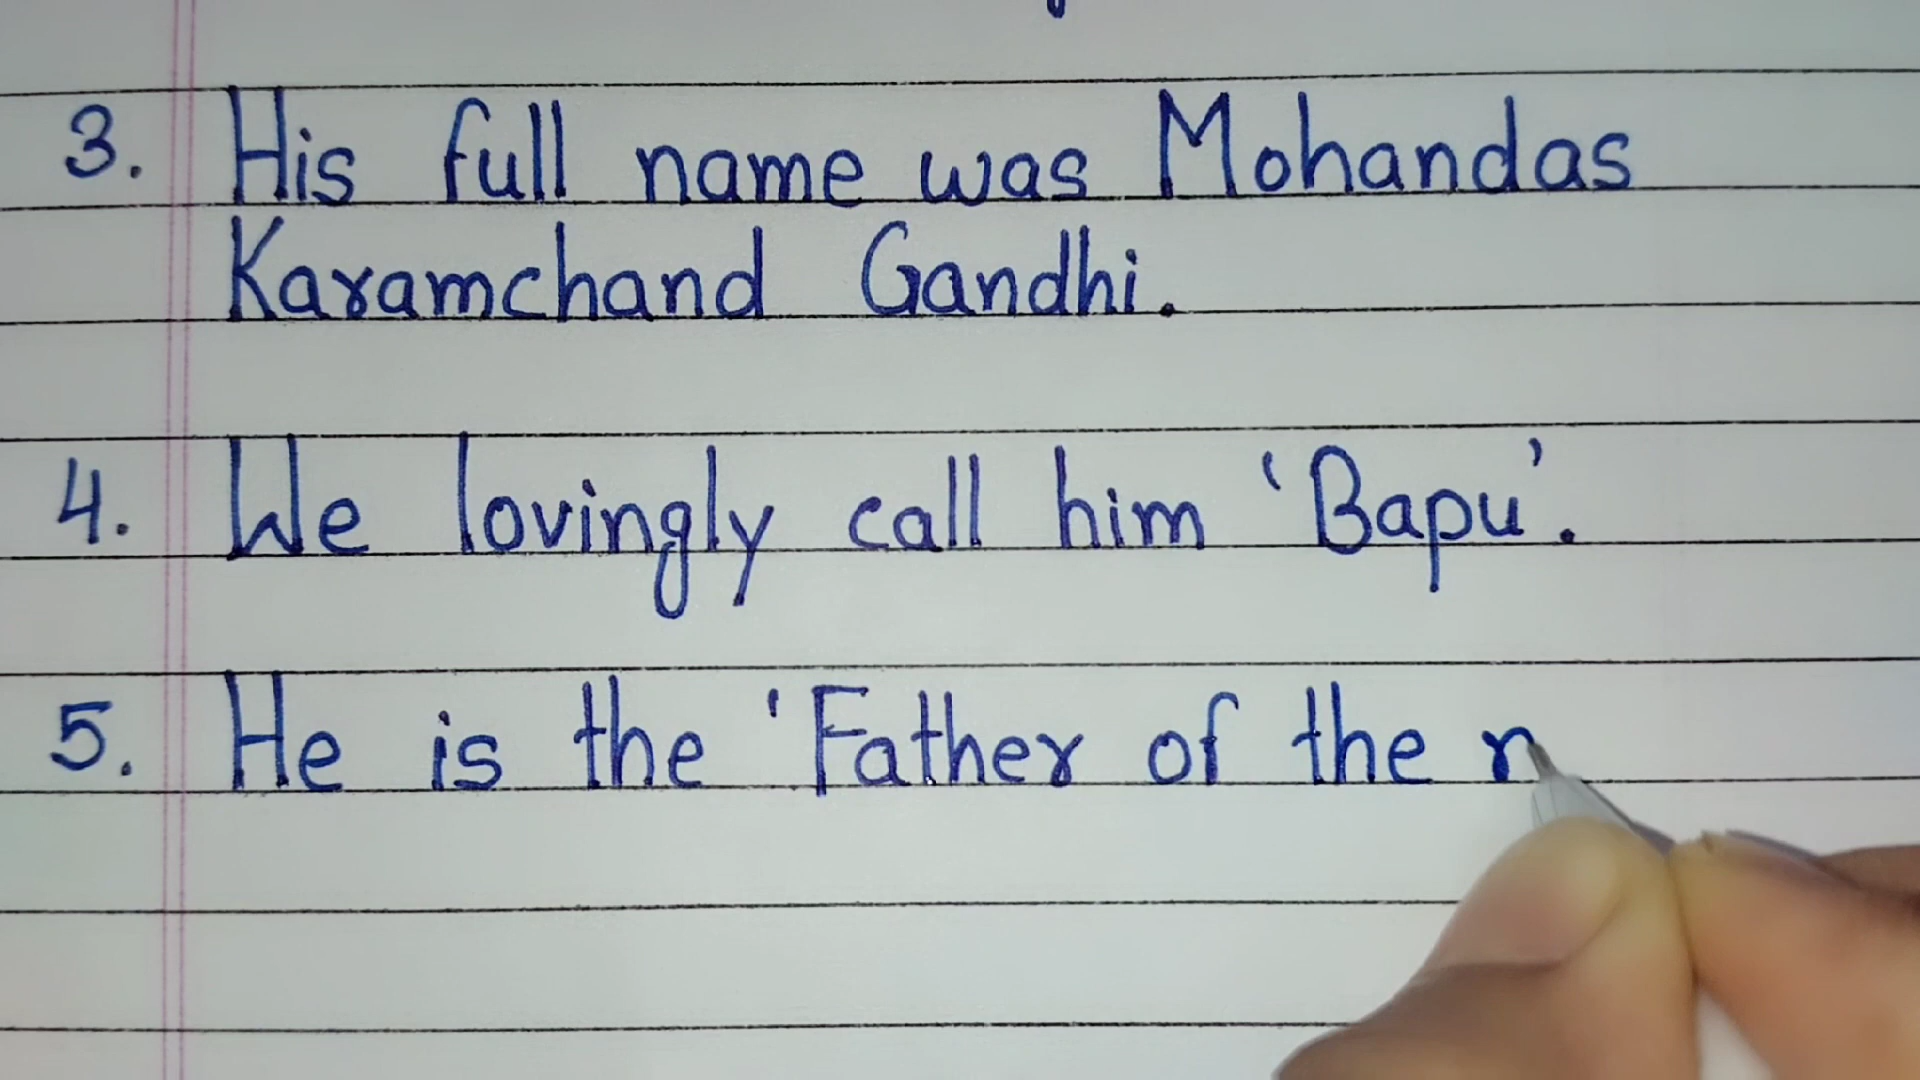 3. His full name was Mohandas
Karamchand Gandhi.
4. We lovingly call him ‘Bapu’.
5. He is the ‘Father of the